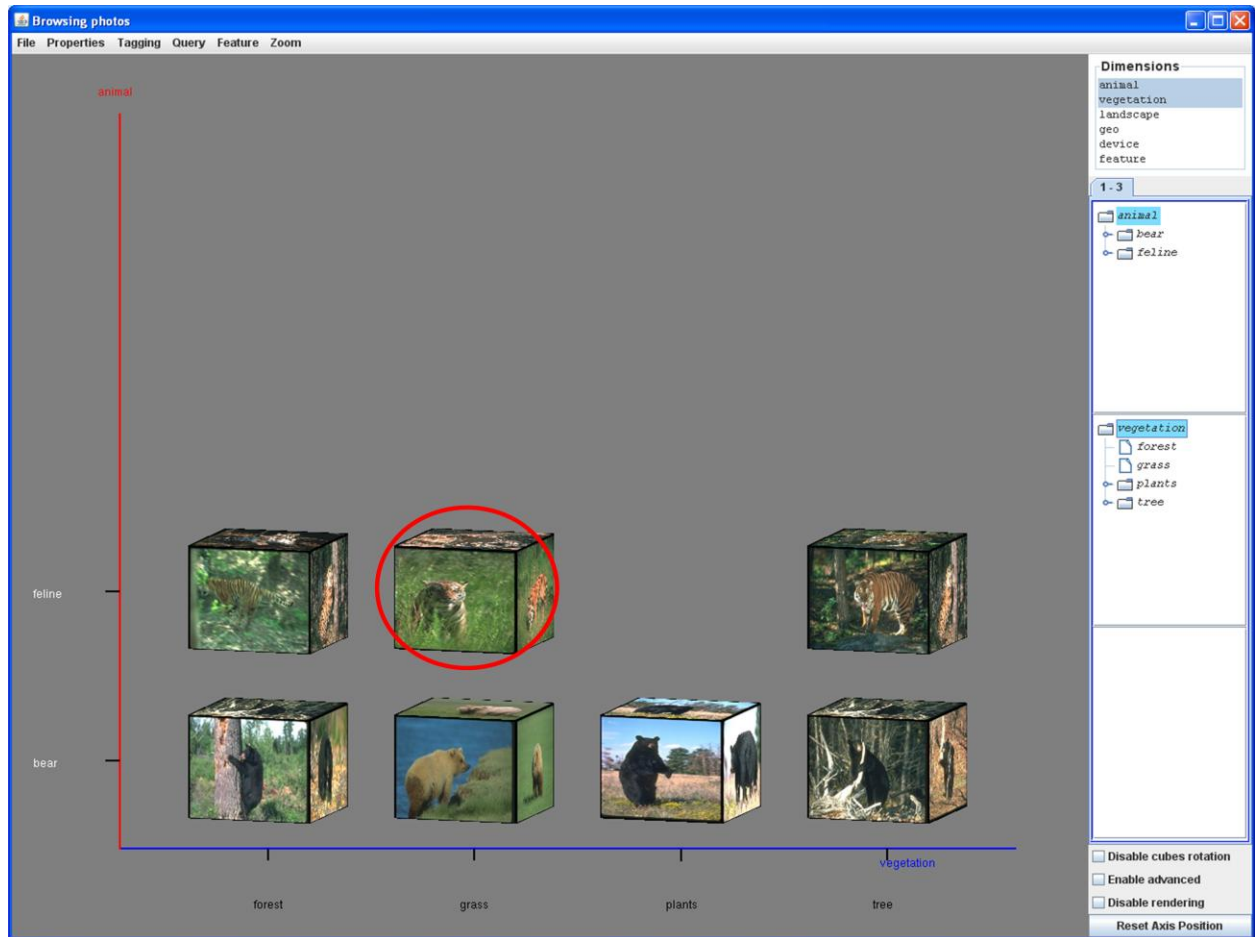 Browsing photos
File Properties Tagging Query Feature Zoom
animal
feline
bear
vegetation
forest grass plants tree
Dimensions
animal
vegetation
landscape
geo
device
feature
1 - 3
animal
bear
feline
vegetation
forest
grass
plants
tree
Disable cubes rotation
Enable advanced
Disable rendering
Reset Axis Position